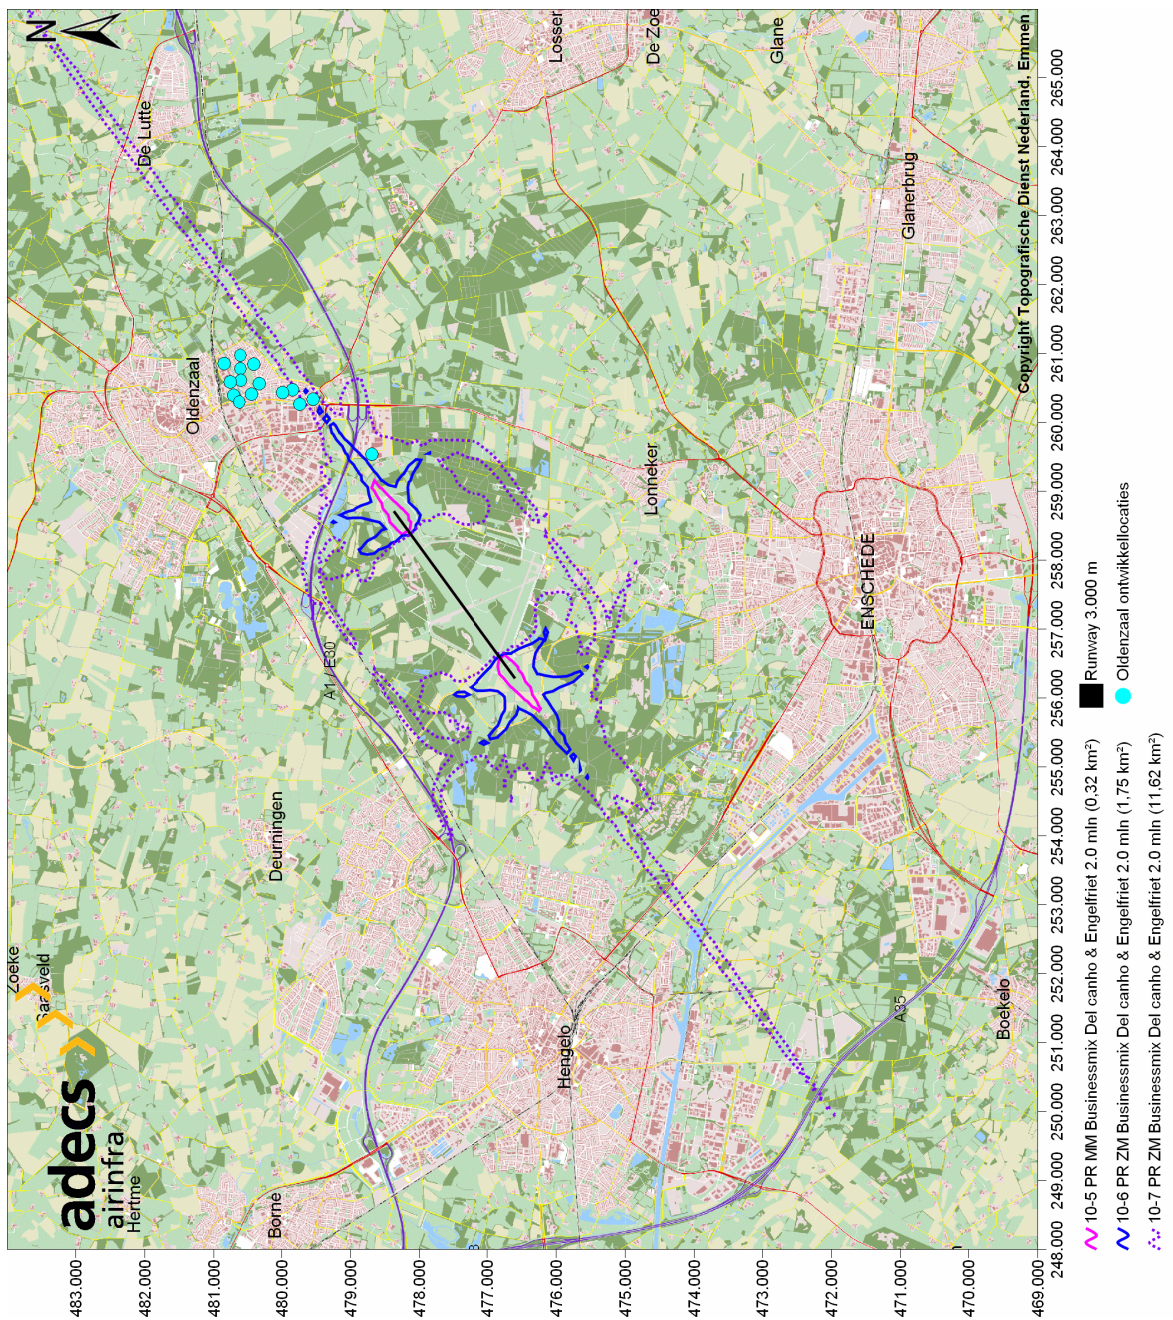 N
Zoeke
Saasveld
adecs
airinfra
Hertme
Borne
Deurningen
A1 / E30
Oldenzaal
De Lutte
Losser
De Zoe
Glane
Glanerbrug
Lonneker
ENSCHEDE
Hengelo
A35
Boekelo
Copyright Topografische Dienst Nederland, Emmen
483.000
482.000
481.000
480.000
479.000
478.000
477.000
476.000
475.000
474.000
473.000
472.000
471.000
470.000
469.000
248.000 249.000 250.000 251.000 252.000 253.000 254.000 255.000 256.000 257.000 258.000 259.000 260.000 261.000 262.000 263.000 264.000 265.000
10-5 PR MM Businessmix Del canho & Engelfriet 2.0 mln (0,32 km²)
10-6 PR ZM Businessmix Del canho & Engelfriet 2.0 mln (1,75 km²)
10-7 PR ZM Businessmix Del canho & Engelfriet 2.0 mln (11,62 km²)
Runway 3.000 m
Oldenzaal ontwikkellocaties